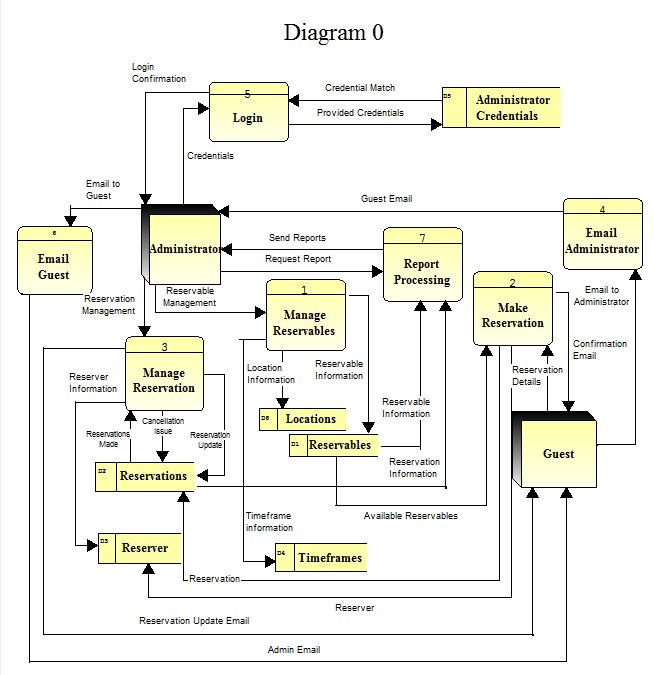 Diagram 0
Login
Confirmation
5
Login
Credential Match
Provided Credentials
D5
Administrator
Credentials
Credentials
Email to
Guest
Guest Email
6
Email
Guest
Administrator
Send Reports
Request Report
7
Report
Processing
4
Email
Administrator
Reservation
Management
Reservable
Management
1
Manage
Reservables
2
Make
Reservation
Email to
Administrator
Confirmation
Email
3
Manage
Reservation
Reserver
Information
Location
Information
Reservable
Information
Reservation
Details
Reservable
Information
D8
Locations
Reservations
Made
Cancellation
Issue
Reservation
Update
D1
Reservables
Guest
Reservation
Information
D2
Reservations
Timeframe
information
Available Reservables
D3
Reserver
D4
Timeframes
Reservation
Reserver
Reservation Update Email
Admin Email